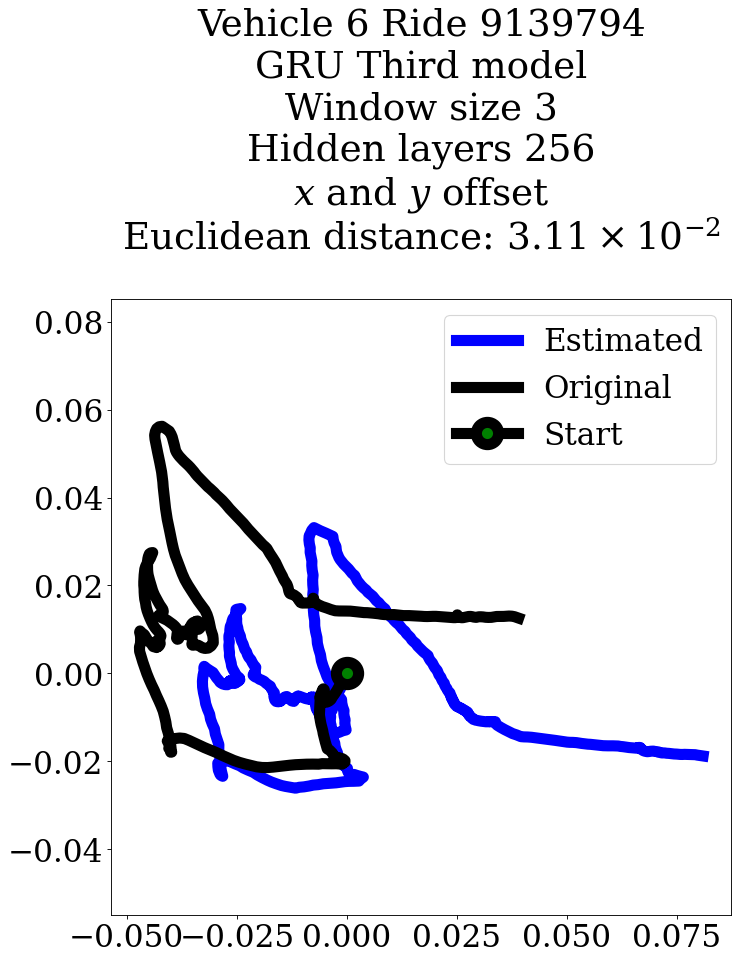 Vehicle 6 Ride 9139794
GRU Third model
Window size 3
Hidden layers 256
x and y offset
Euclidean distance: 3.11 × 10⁻²
Estimated
Original
Start
0.08
0.06
0.04
0.02
0.00
−0.02
−0.04
−0.050 −0.025 0.000 0.025 0.050 0.075